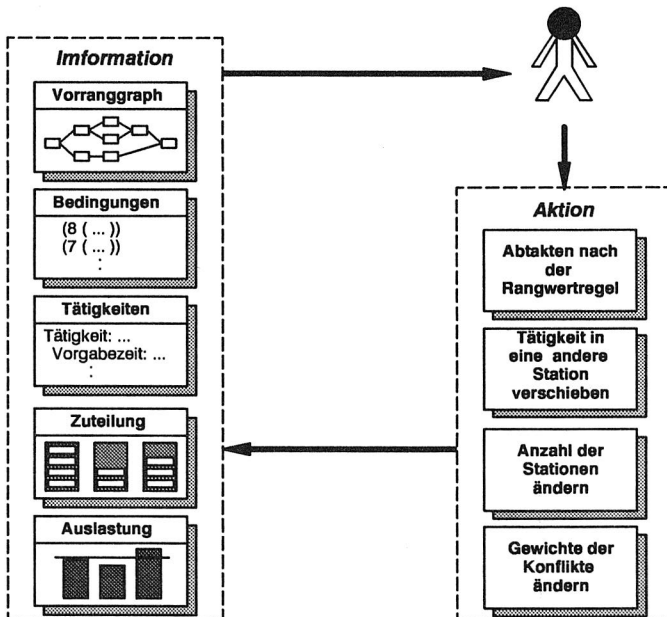 Imformation
Vorranggraph
Bedingungen
(8 ( ... ))
(7 ( ... ))
:
Tätigkeiten
Tätigkeit: ...
Vorgabezeit: ...
:
Zuteilung
Auslastung
Aktion
Abtakten nach
der
Rangwertregel
Tätigkeit in
eine andere
Station
verschieben
Anzahl der
Stationen
ändern
Gewichte der
Konflikte
ändern